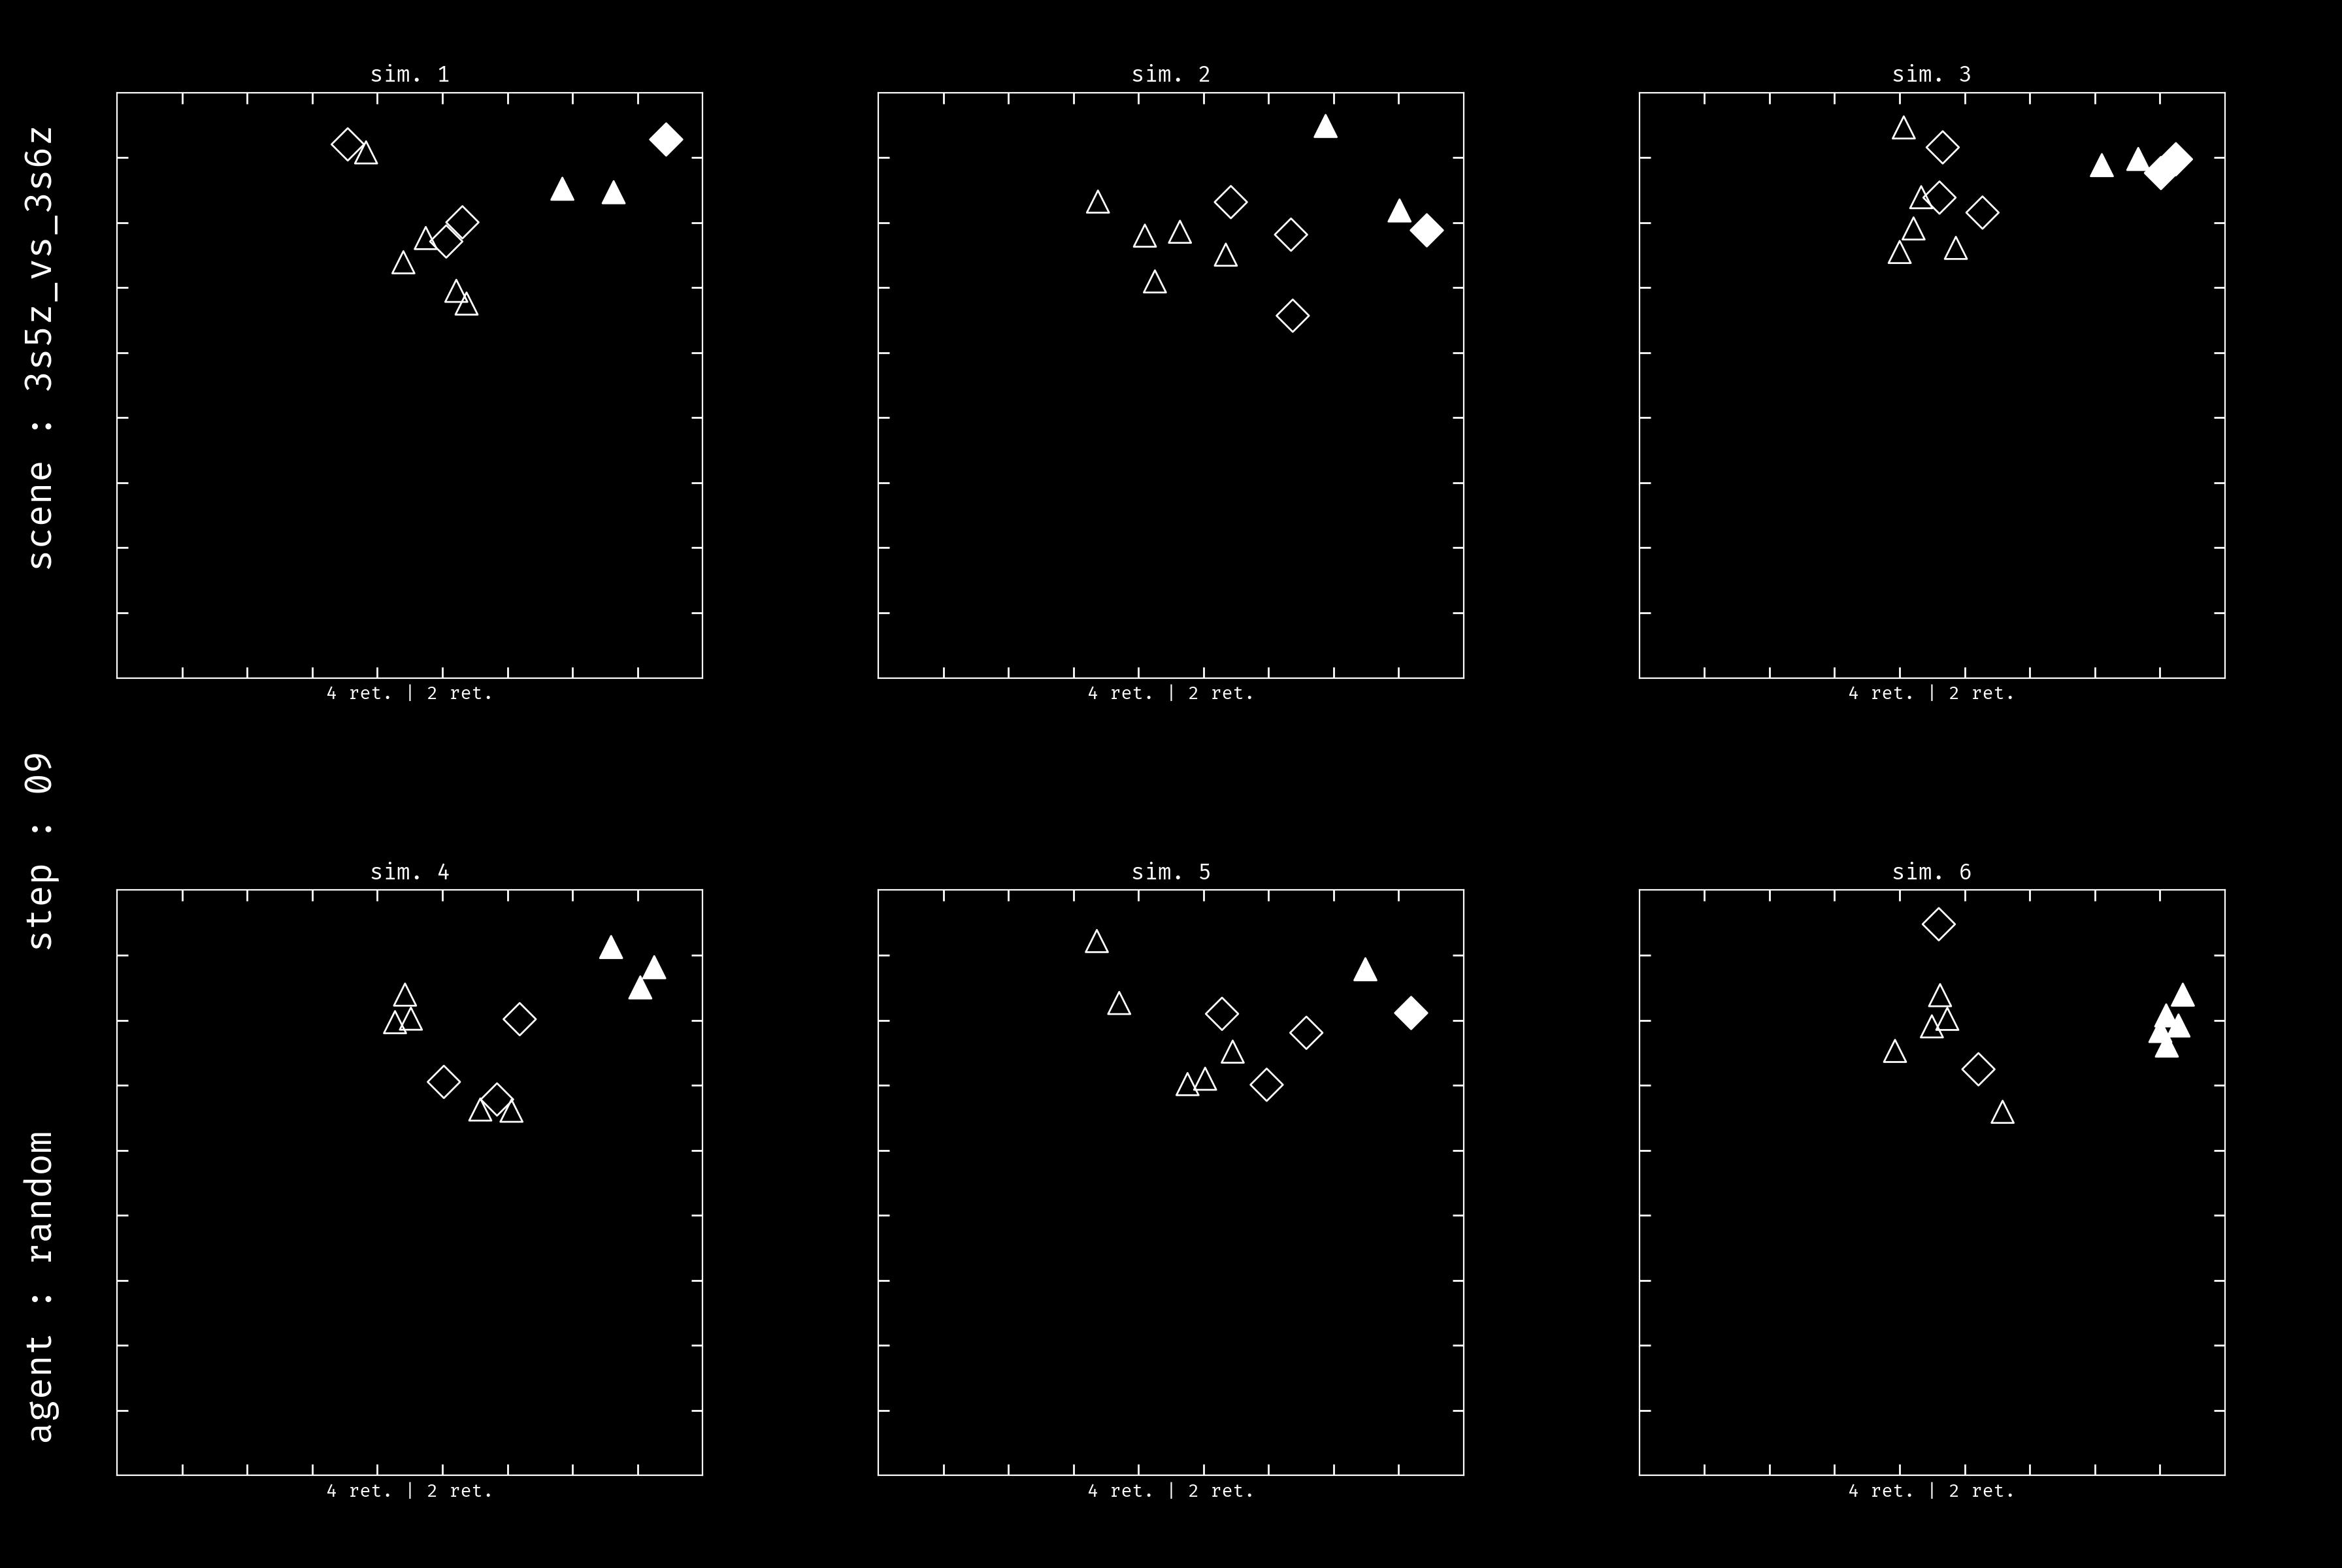 scene : 3s5z_vs_3s6z
step : 09
agent : random
sim. 1
4 ret. | 2 ret.
sim. 2
4 ret. | 2 ret.
sim. 3
4 ret. | 2 ret.
sim. 4
4 ret. | 2 ret.
sim. 5
4 ret. | 2 ret.
sim. 6
4 ret. | 2 ret.